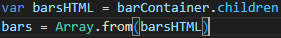 var barsHTML = barContainer.children
bars = Array.from(barsHTML)